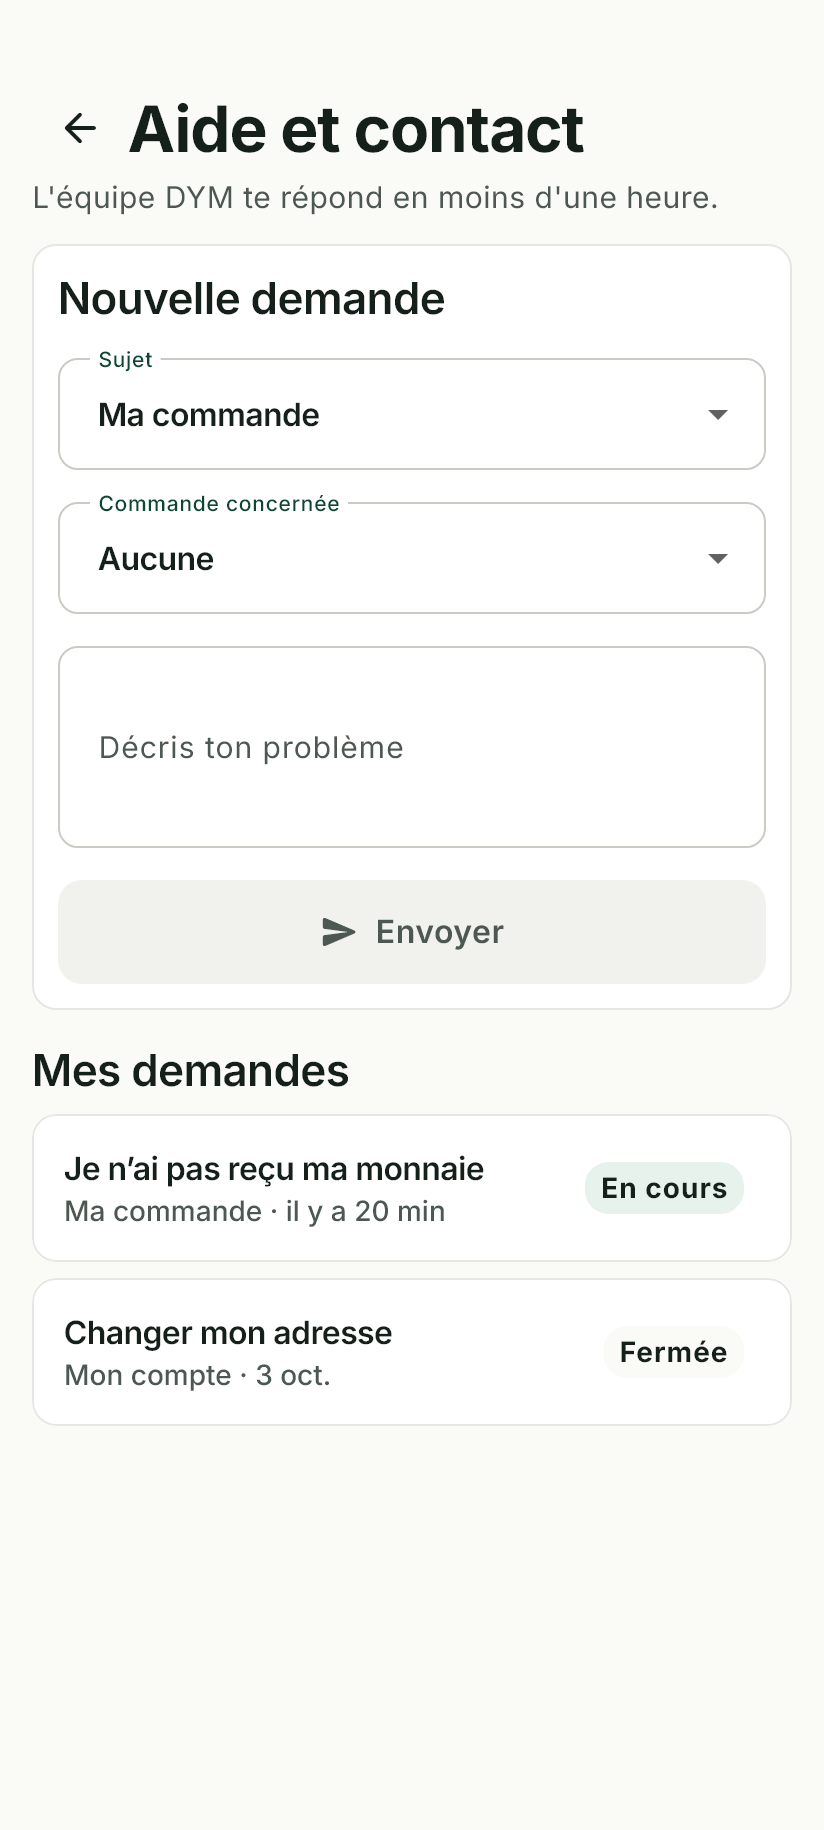 Aide et contact
L'équipe DYM te répond en moins d'une heure.
Nouvelle demande
Sujet
Ma commande
Commande concernée
Aucune
Décris ton problème
Envoyer
Mes demandes
Je n’ai pas reçu ma monnaie
Ma commande · il y a 20 min
En cours
Changer mon adresse
Mon compte · 3 oct.
Fermée